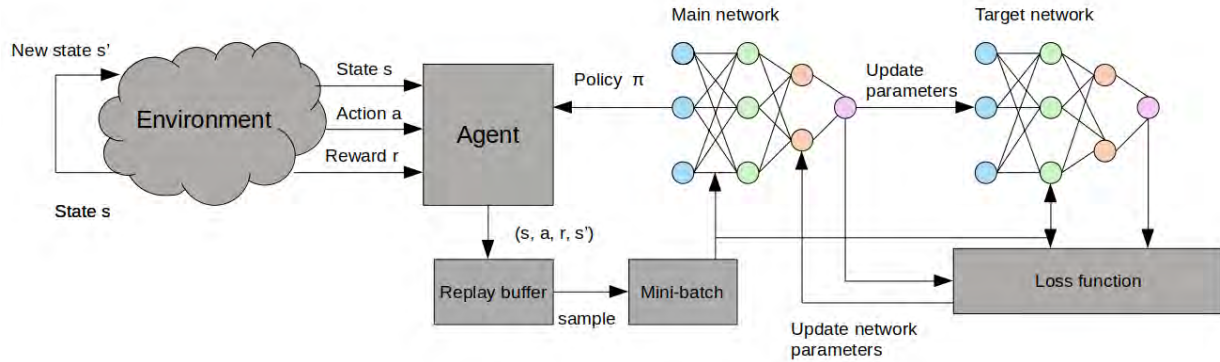 Main network
Target network
New state s'
State s
Environment
Action a
Reward r
State s
Agent
Policy π
Update
parameters
(s, a, r, s')
Replay buffer
sample
Mini-batch
Loss function
Update network
parameters